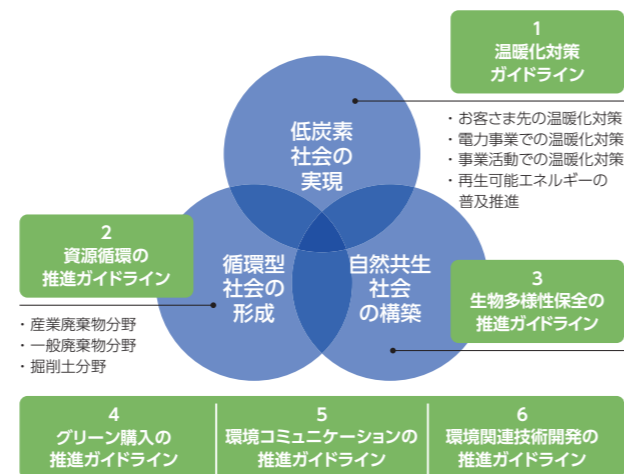 1
温暖化対策
ガイドライン
・お客さま先の温暖化対策
・電力事業での温暖化対策
・事業活動での温暖化対策
・再生可能エネルギーの
普及推進
低炭素
社会の
実現
2
資源循環の
推進ガイドライン
・産業廃棄物分野
・一般廃棄物分野
・掘削土分野
循環型
社会の
形成
自然共生
社会
の構築
3
生物多様性保全の
推進ガイドライン
4
グリーン購入の
推進ガイドライン
5
環境コミュニケーションの
推進ガイドライン
6
環境関連技術開発の
推進ガイドライン